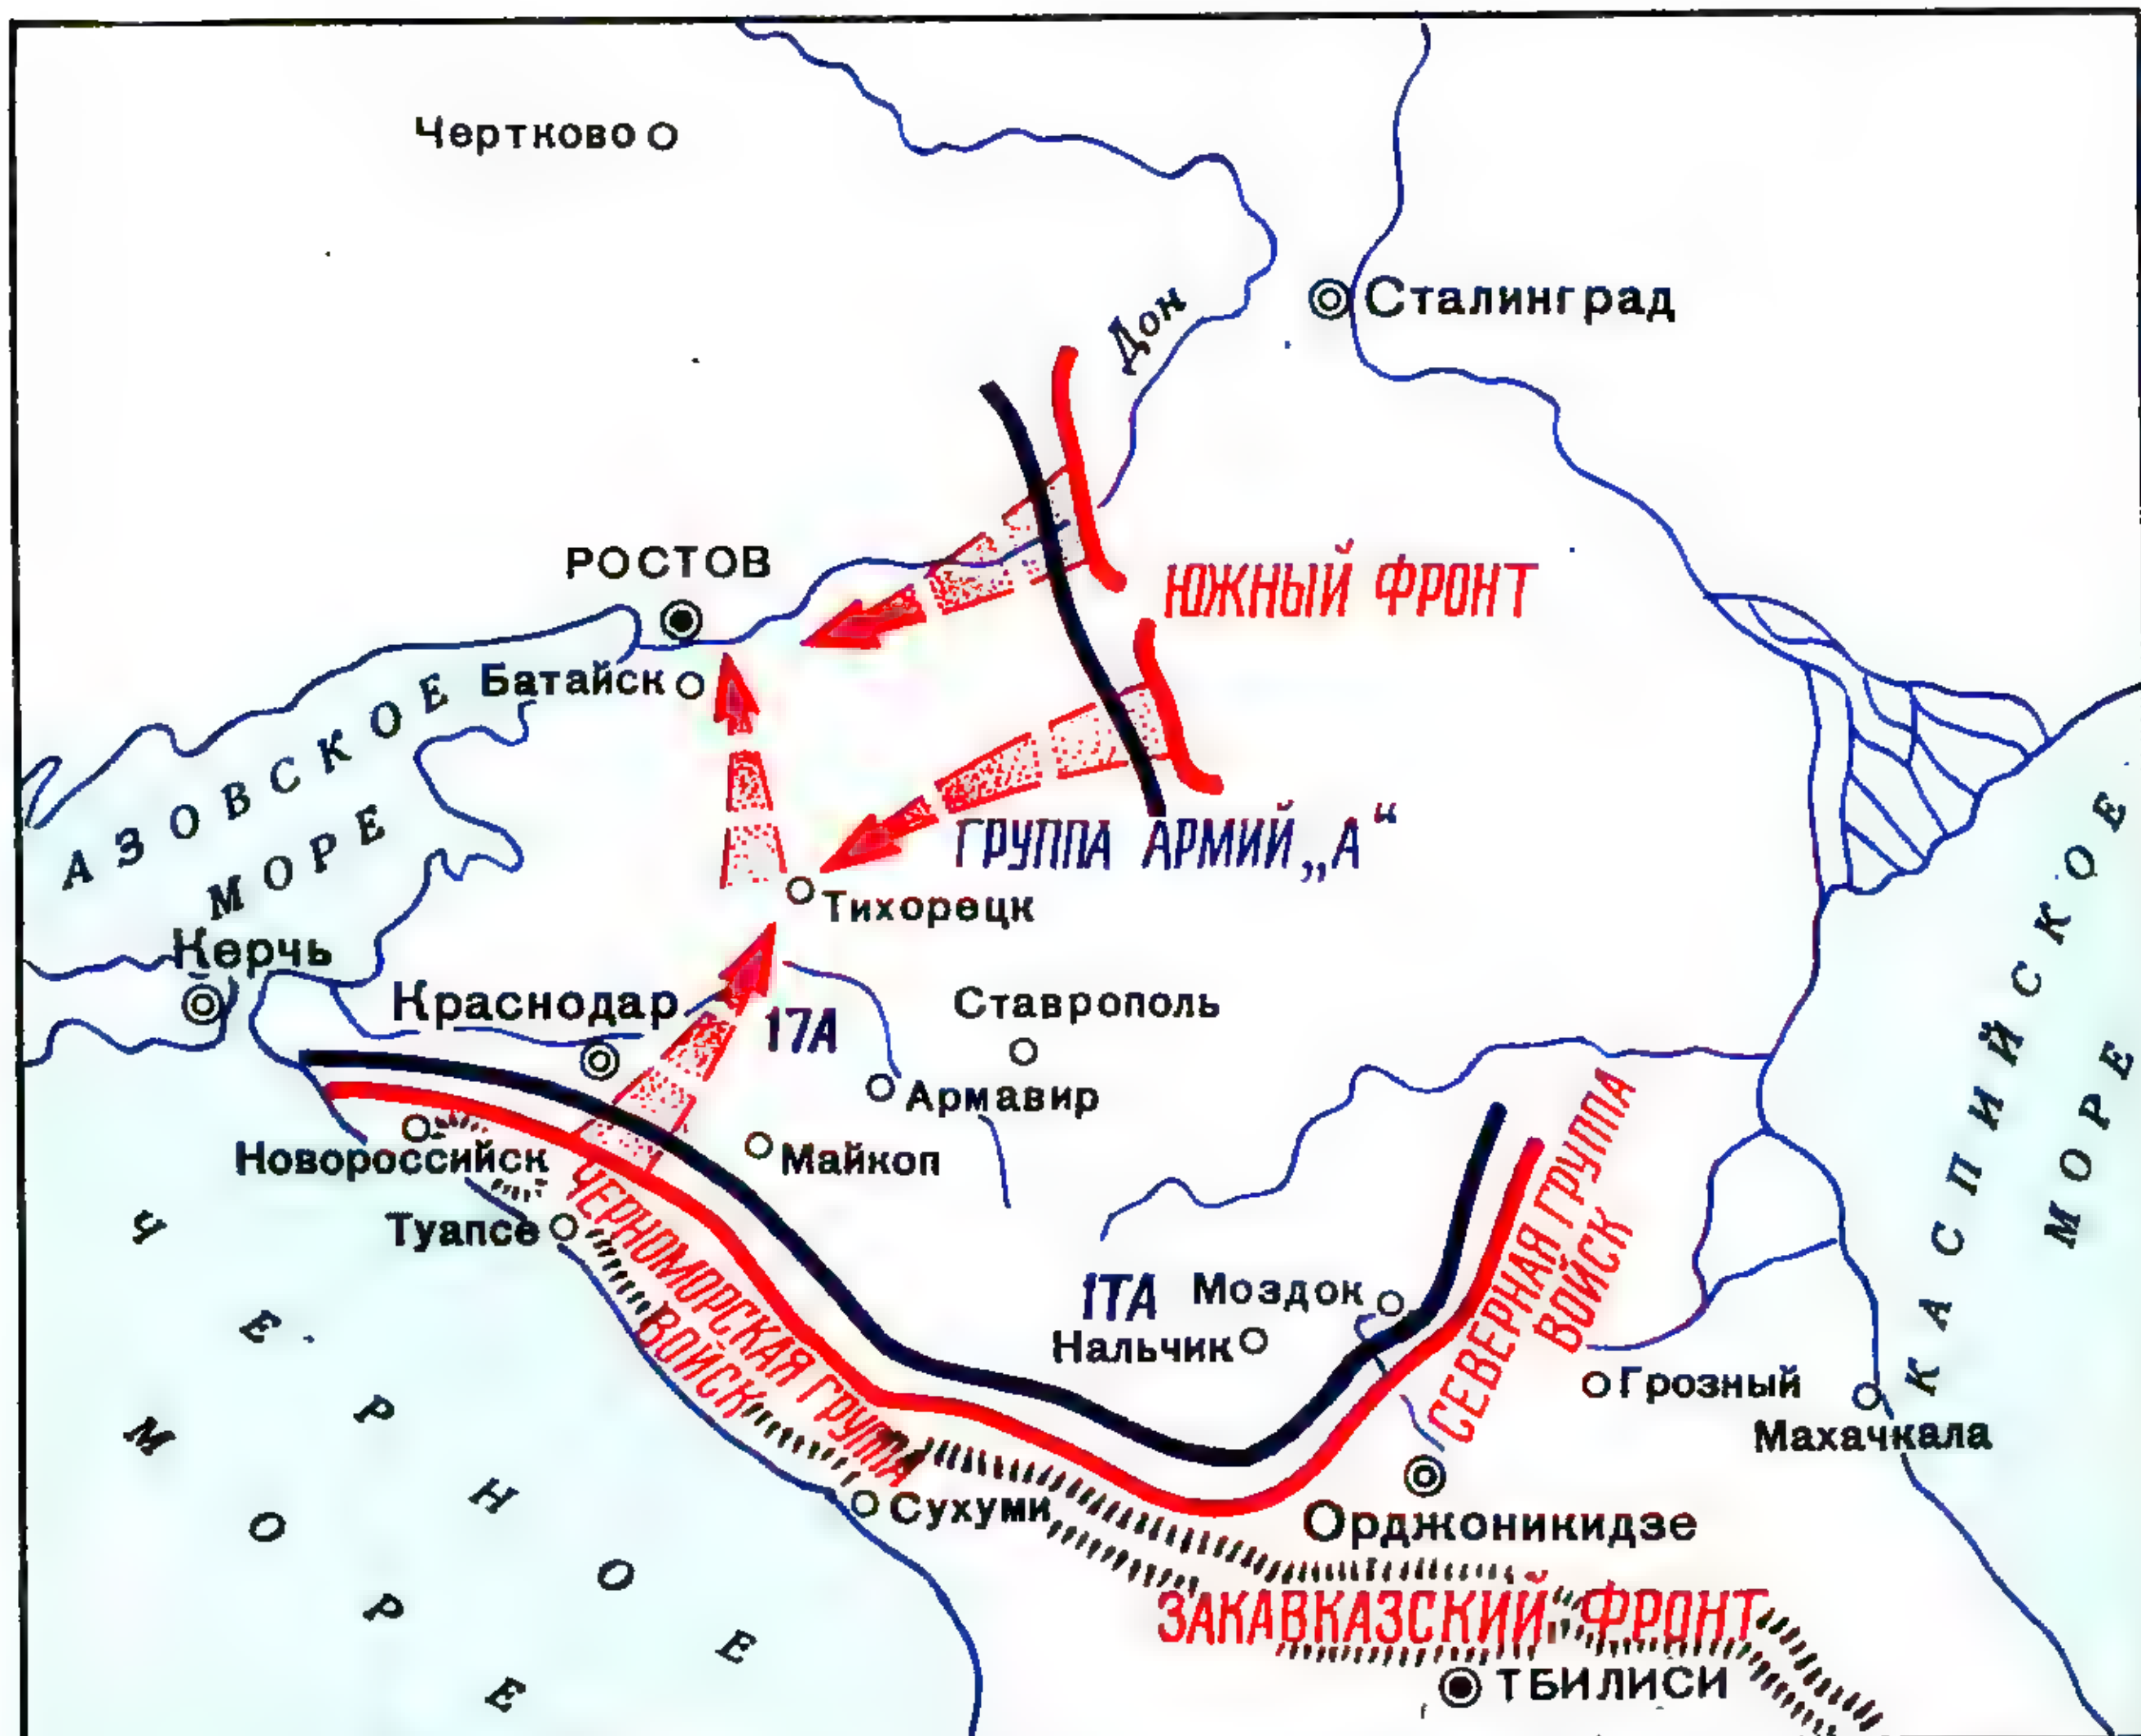 Чертково
Дон
Сталинград
РОСТОВ
ЮЖНЫЙ ФРОНТ
Батайск
АЗОВСКОЕ
МОРЕ
ГРУППА АРМИЙ „А“
Тихорецк
Керчь
Краснодар
17А
Ставрополь
Армавир
Новороссийск
Майкоп
Туапсе
ЧЕРНОМОРСКАЯ ГРУППА
ВОЙСК
1ТА
Моздок
Нальчик
СЕВЕРНАЯ ГРУППА
ВОЙСК
Грозный
Махачкала
КАСПИЙСКОЕ
МОРЕ
Сухуми
Орджоникидзе
ЗАКАВКАЗСКИЙ ФРОНТ
ТБИЛИСИ
ЧЕРНОЕ
МОРЕ